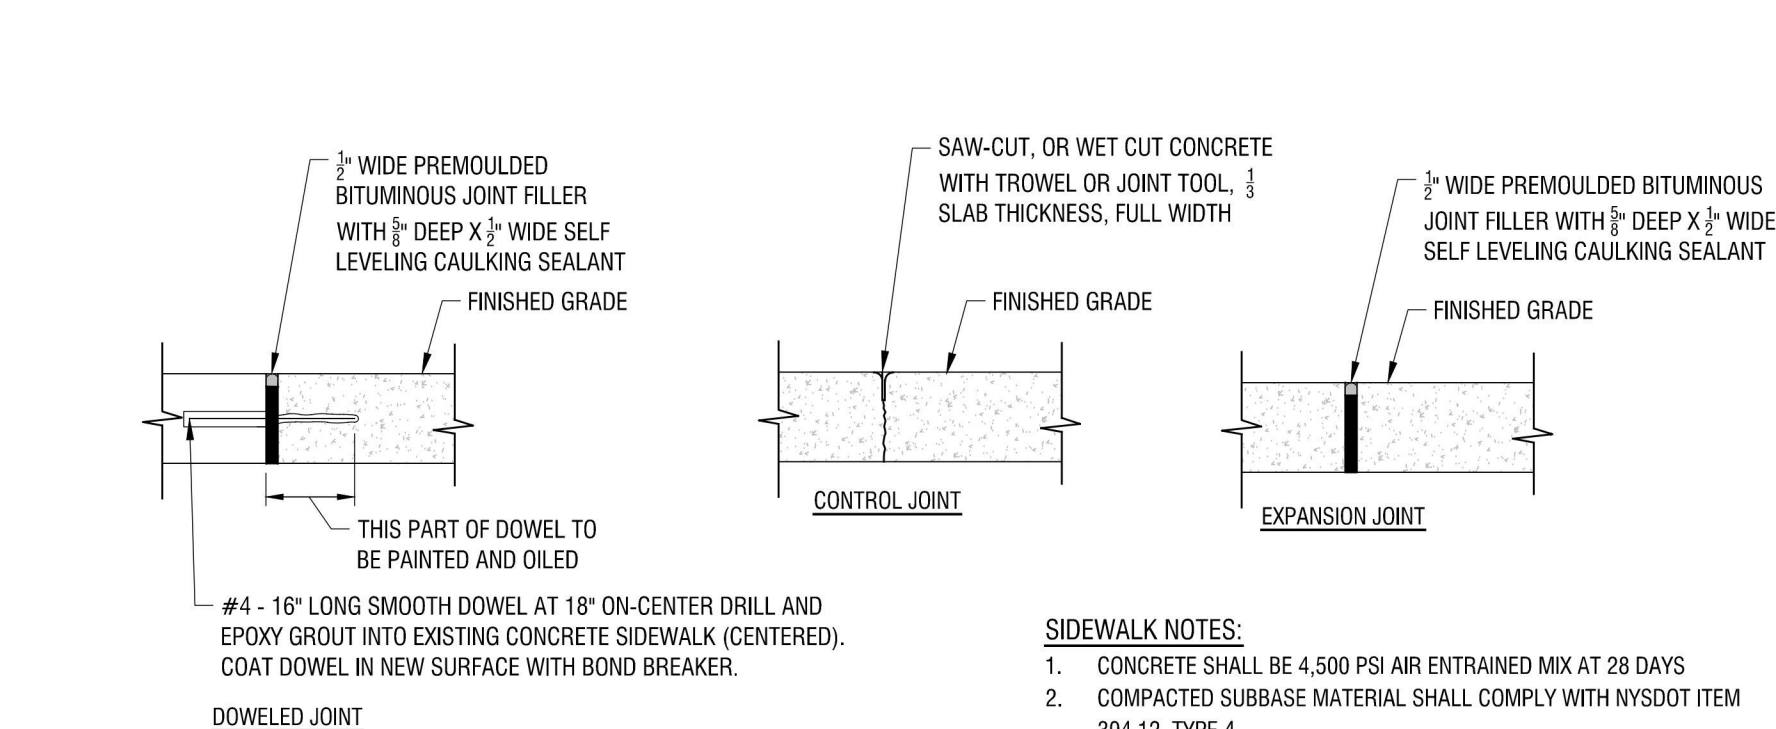 ½" WIDE PREMOULDED
BITUMINOUS JOINT FILLER
WITH ⅝" DEEP X ½" WIDE SELF
LEVELING CAULKING SEALANT
FINISHED GRADE
THIS PART OF DOWEL TO
BE PAINTED AND OILED
#4 - 16" LONG SMOOTH DOWEL AT 18" ON-CENTER DRILL AND
EPOXY GROUT INTO EXISTING CONCRETE SIDEWALK (CENTERED).
COAT DOWEL IN NEW SURFACE WITH BOND BREAKER.
DOWELED JOINT
SAW-CUT, OR WET CUT CONCRETE
WITH TROWEL OR JOINT TOOL, ⅓
SLAB THICKNESS, FULL WIDTH
FINISHED GRADE
CONTROL JOINT
½" WIDE PREMOULDED BITUMINOUS
JOINT FILLER WITH ⅝" DEEP X ½" WIDE
SELF LEVELING CAULKING SEALANT
FINISHED GRADE
EXPANSION JOINT
SIDEWALK NOTES:
1. CONCRETE SHALL BE 4,500 PSI AIR ENTRAINED MIX AT 28 DAYS
2. COMPACTED SUBBASE MATERIAL SHALL COMPLY WITH NYSDOT ITEM
304.12, TYPE 4